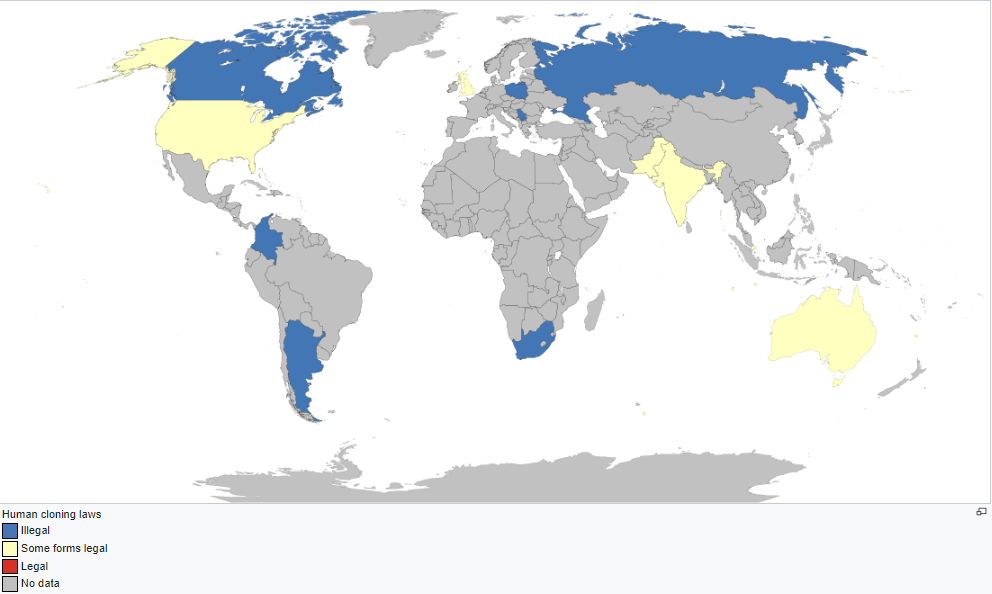 Human cloning laws
Illegal
Some forms legal
Legal
No data